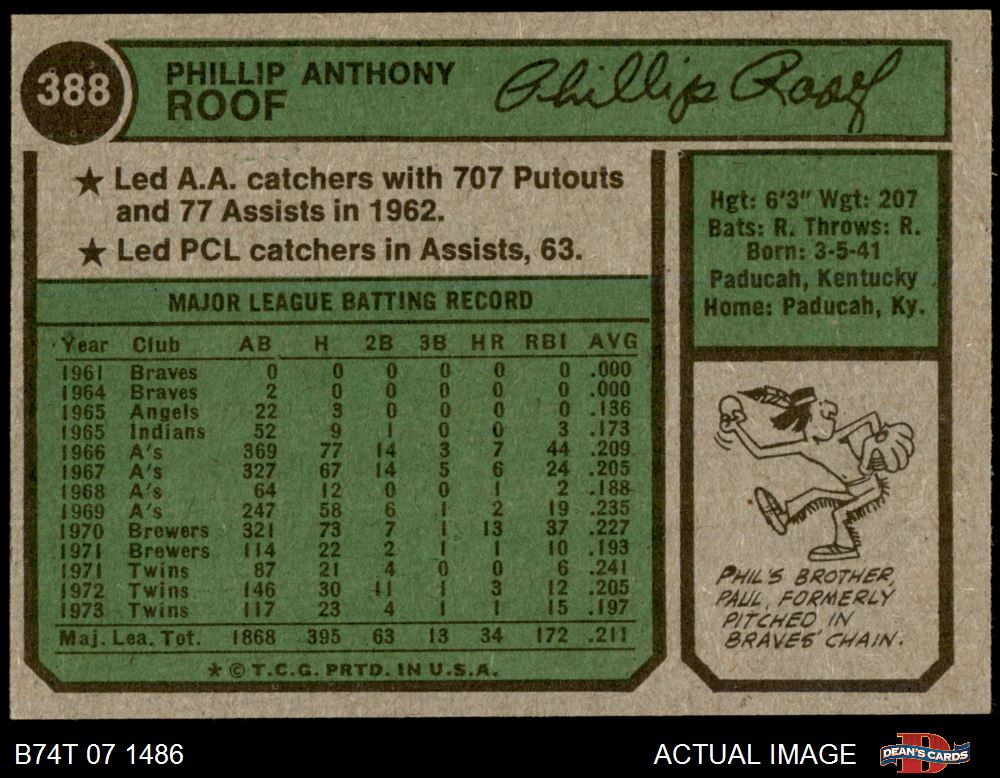 388
PHILLIP ANTHONY
ROOF
Phillip Roof
★ Led A.A. catchers with 707 Putouts
and 77 Assists in 1962.
★ Led PCL catchers in Assists, 63.
MAJOR LEAGUE BATTING RECORD
Year Club AB H 2B 3B HR RBI AVG
1961 Braves 0 0 0 0 0 0 .000
1964 Braves 2 0 0 0 0 0 .000
1965 Angels 22 3 0 0 0 0 .136
1965 Indians 52 9 1 0 0 3 .173
1966 A's 369 77 14 3 7 44 .209
1967 A's 327 67 14 5 6 24 .205
1968 A's 64 12 0 0 1 2 .188
1969 A's 247 58 6 1 2 19 .235
1970 Brewers 321 73 7 1 13 37 .227
1971 Brewers 114 22 2 1 1 10 .193
1971 Twins 87 21 4 0 0 6 .241
1972 Twins 146 30 11 1 3 12 .205
1973 Twins 117 23 4 1 1 15 .197
Maj. Lea. Tot. 1868 395 63 13 34 172 .211
* © T.C.G. PRTD. IN U.S.A.
Hgt: 6'3" Wgt: 207
Bats: R. Throws: R.
Born: 3-5-41
Paducah, Kentucky
Home: Paducah, Ky.
PHIL'S BROTHER,
PAUL, FORMERLY
PITCHED IN
BRAVES' CHAIN.
B74T 07 1486
ACTUAL IMAGE
DEAN'S CARDS